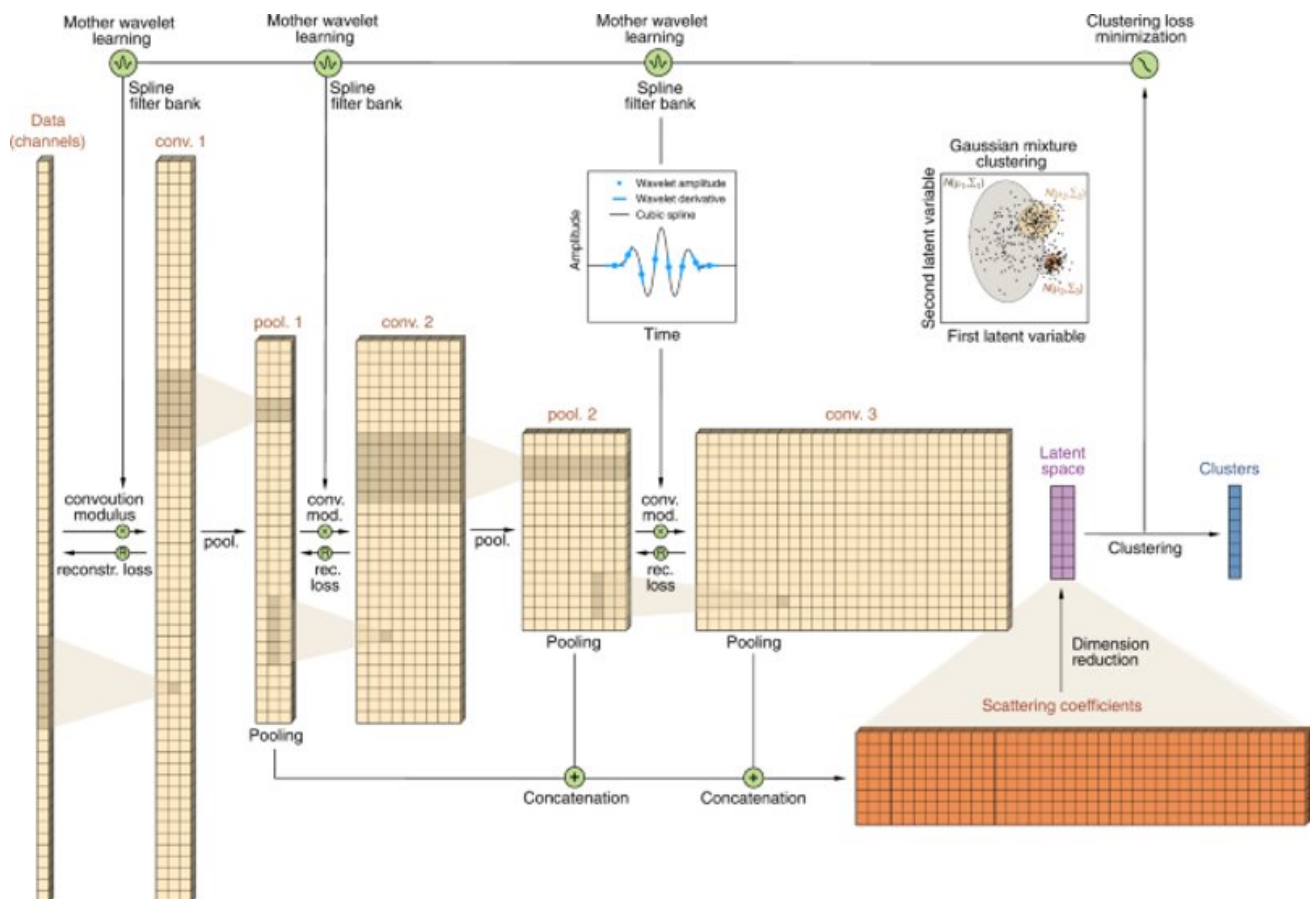 Mother wavelet
learning
Mother wavelet
learning
Mother wavelet
learning
Clustering loss
minimization
Spline
filter bank
Spline
filter bank
Spline
filter bank
Data
(channels)
conv. 1
Wavelet amplitude
Wavelet derivative
Cubic spline
Amplitude
Time
Gaussian mixture
clustering
Second latent variable
First latent variable
pool. 1
conv. 2
pool. 2
conv. 3
Latent
space
Clusters
convoution
modulus
reconstr. loss
pool.
conv.
mod.
rec.
loss
pool.
conv.
mod.
rec.
loss
Clustering
Pooling
Pooling
Pooling
Dimension
reduction
Scattering coefficients
Concatenation
Concatenation